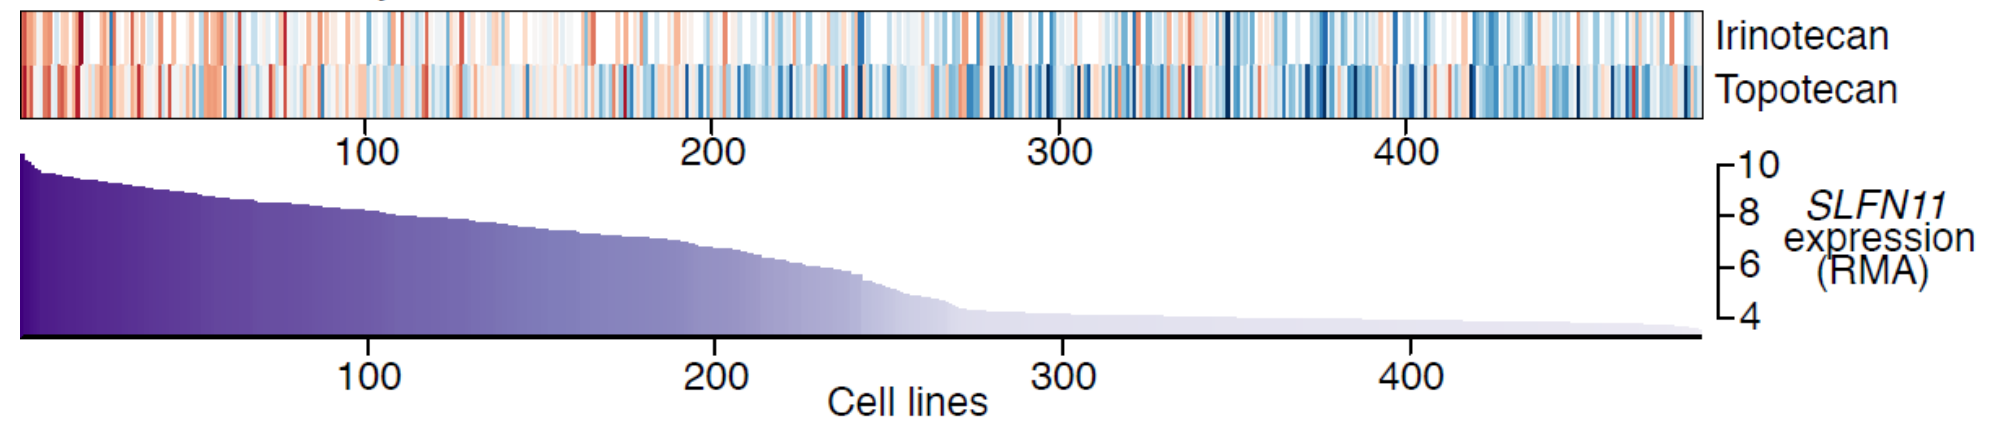 Irinotecan
Topotecan
100 200 300 400
10
8
6
4
SLFN11
expression
(RMA)
100 200 300 400
Cell lines